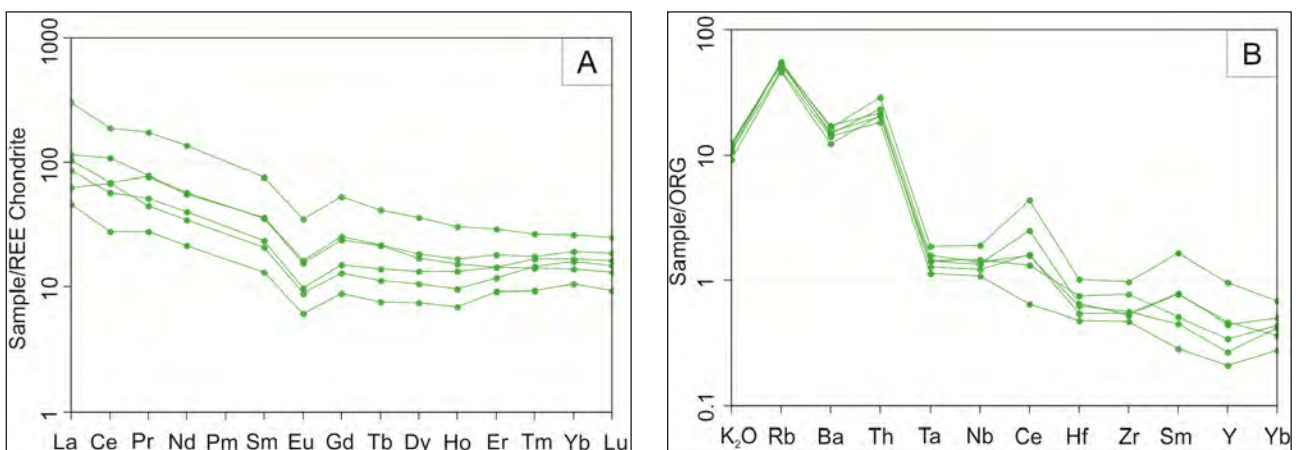 A
Sample/REE Chondrite
1000
100
10
1
La Ce Pr Nd Pm Sm Eu Gd Tb Dy Ho Er Tm Yb Lu
B
Sample/ORG
100
10
1
0.1
K₂O Rb Ba Th Ta Nb Ce Hf Zr Sm Y Yb